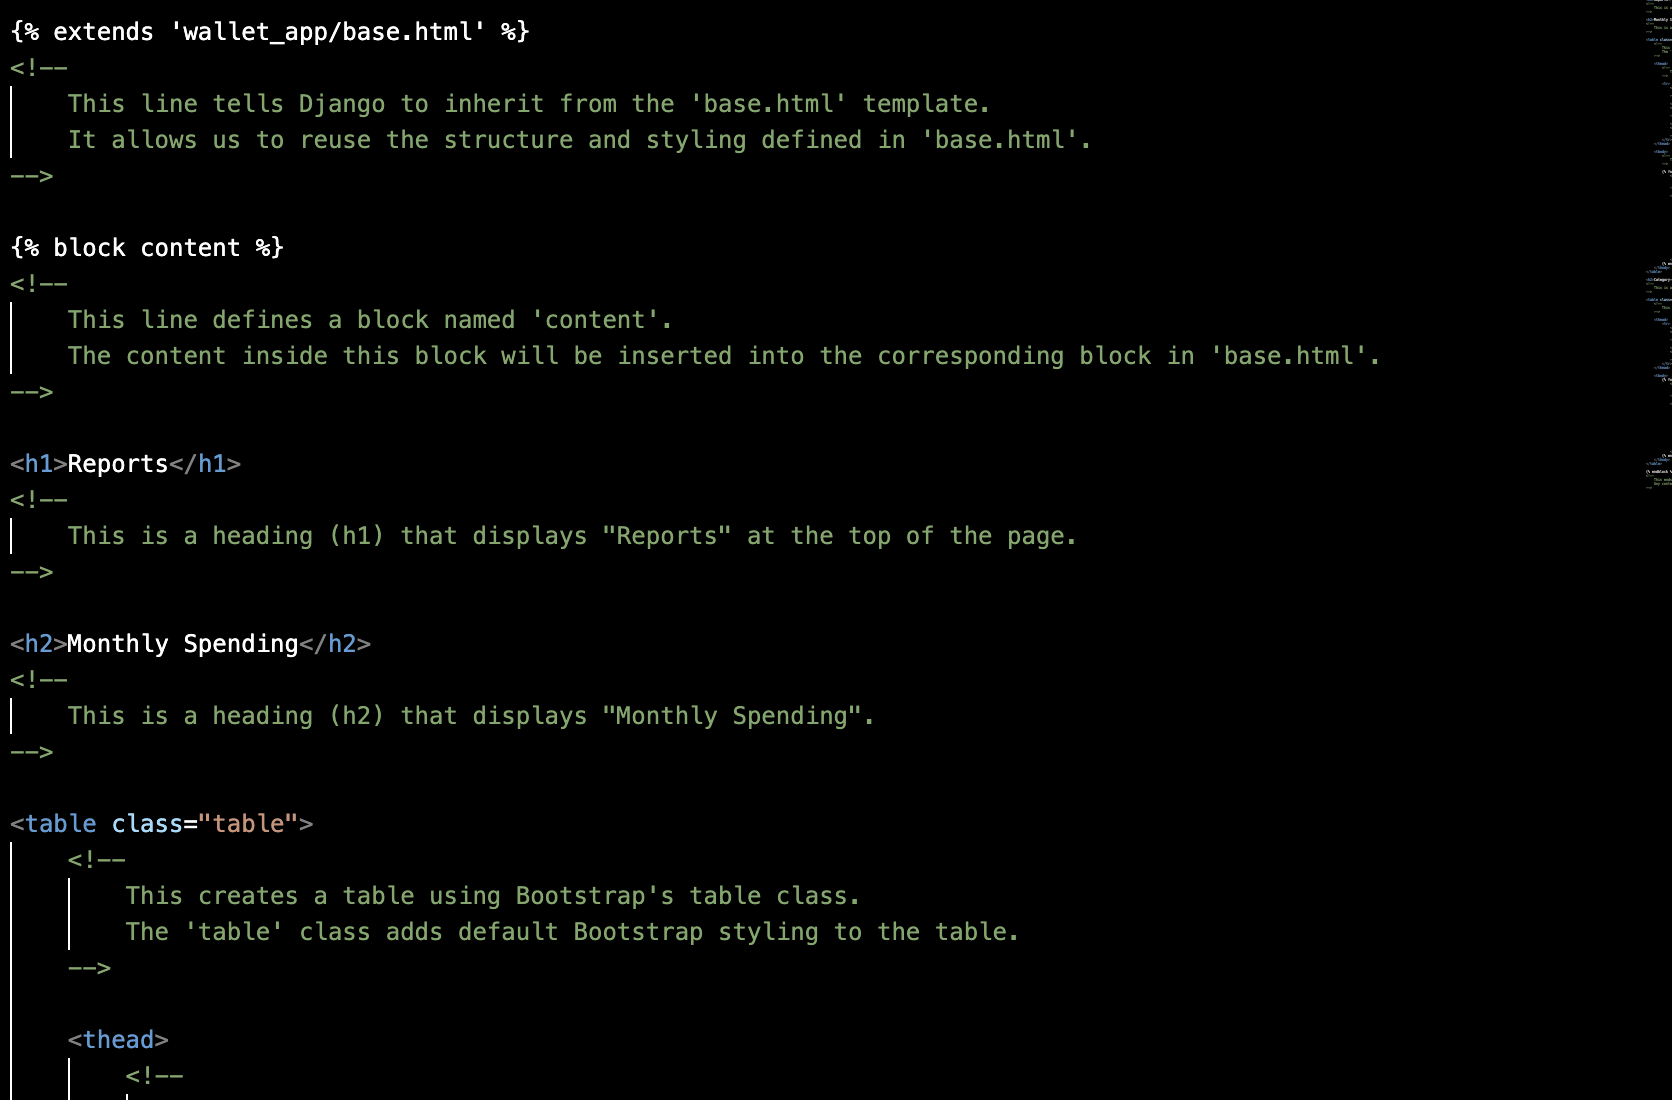 {% extends 'wallet_app/base.html' %}
<!--
This line tells Django to inherit from the 'base.html' template.
It allows us to reuse the structure and styling defined in 'base.html'.
-->
{% block content %}
<!--
This line defines a block named 'content'.
The content inside this block will be inserted into the corresponding block in 'base.html'.
-->
<h1>Reports</h1>
<!--
This is a heading (h1) that displays "Reports" at the top of the page.
-->
<h2>Monthly Spending</h2>
<!--
This is a heading (h2) that displays "Monthly Spending".
-->
<table class="table">
<!--
This creates a table using Bootstrap's table class.
The 'table' class adds default Bootstrap styling to the table.
-->
<thead>
<!--